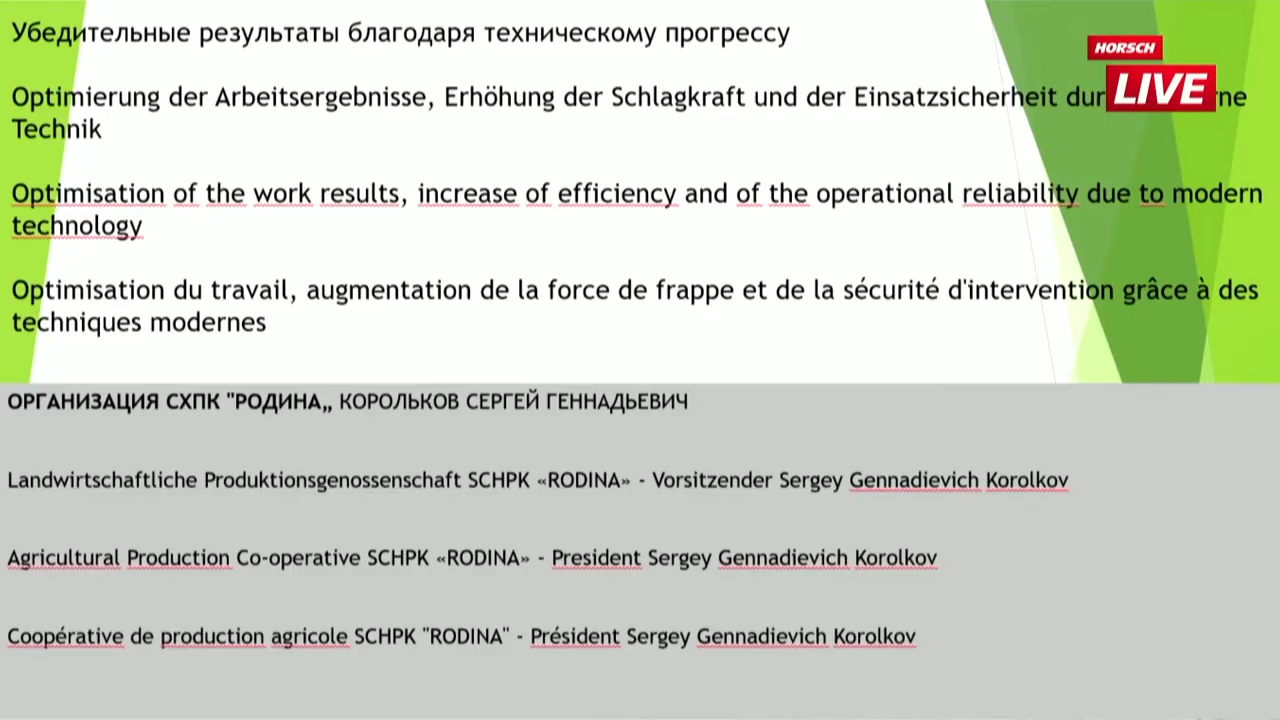 Убедительные результаты благодаря техническому прогрессу
HORSCH
LIVE
Optimierung der Arbeitsergebnisse, Erhöhung der Schlagkraft und der Einsatzsicherheit
Technik
Optimisation of the work results, increase of efficiency and of the operational reliability due to modern
technology
Optimisation du travail, augmentation de la force de frappe et de la sécurité d'intervention grâce à des
techniques modernes
ОРГАНИЗАЦИЯ СХПК "РОДИНА„ КОРОЛЬКОВ СЕРГЕЙ ГЕННАДЬЕВИЧ
Landwirtschaftliche Produktionsgenossenschaft SCHPK «RODINA» - Vorsitzender Sergey Gennadievich Korolkov
Agricultural Production Co-operative SCHPK «RODINA» - President Sergey Gennadievich Korolkov
Coopérative de production agricole SCHPK "RODINA" - Président Sergey Gennadievich Korolkov